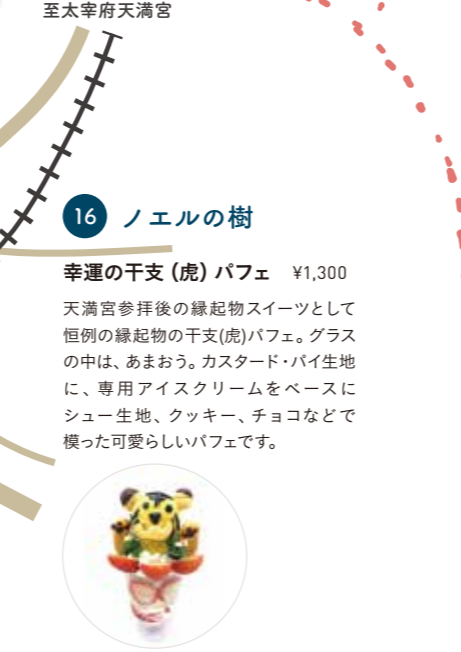 至太宰府天満宮
16 ノエルの樹
幸運の干支（虎）パフェ ¥1,300
天満宮参拝後の縁起物スイーツとして
恒例の縁起物の干支(虎)パフェ。グラス
の中は、あまおう。カスタード・パイ生地
に、専用アイスクリームをベースに
シュー生地、クッキー、チョコなどで
模った可愛らしいパフェです。